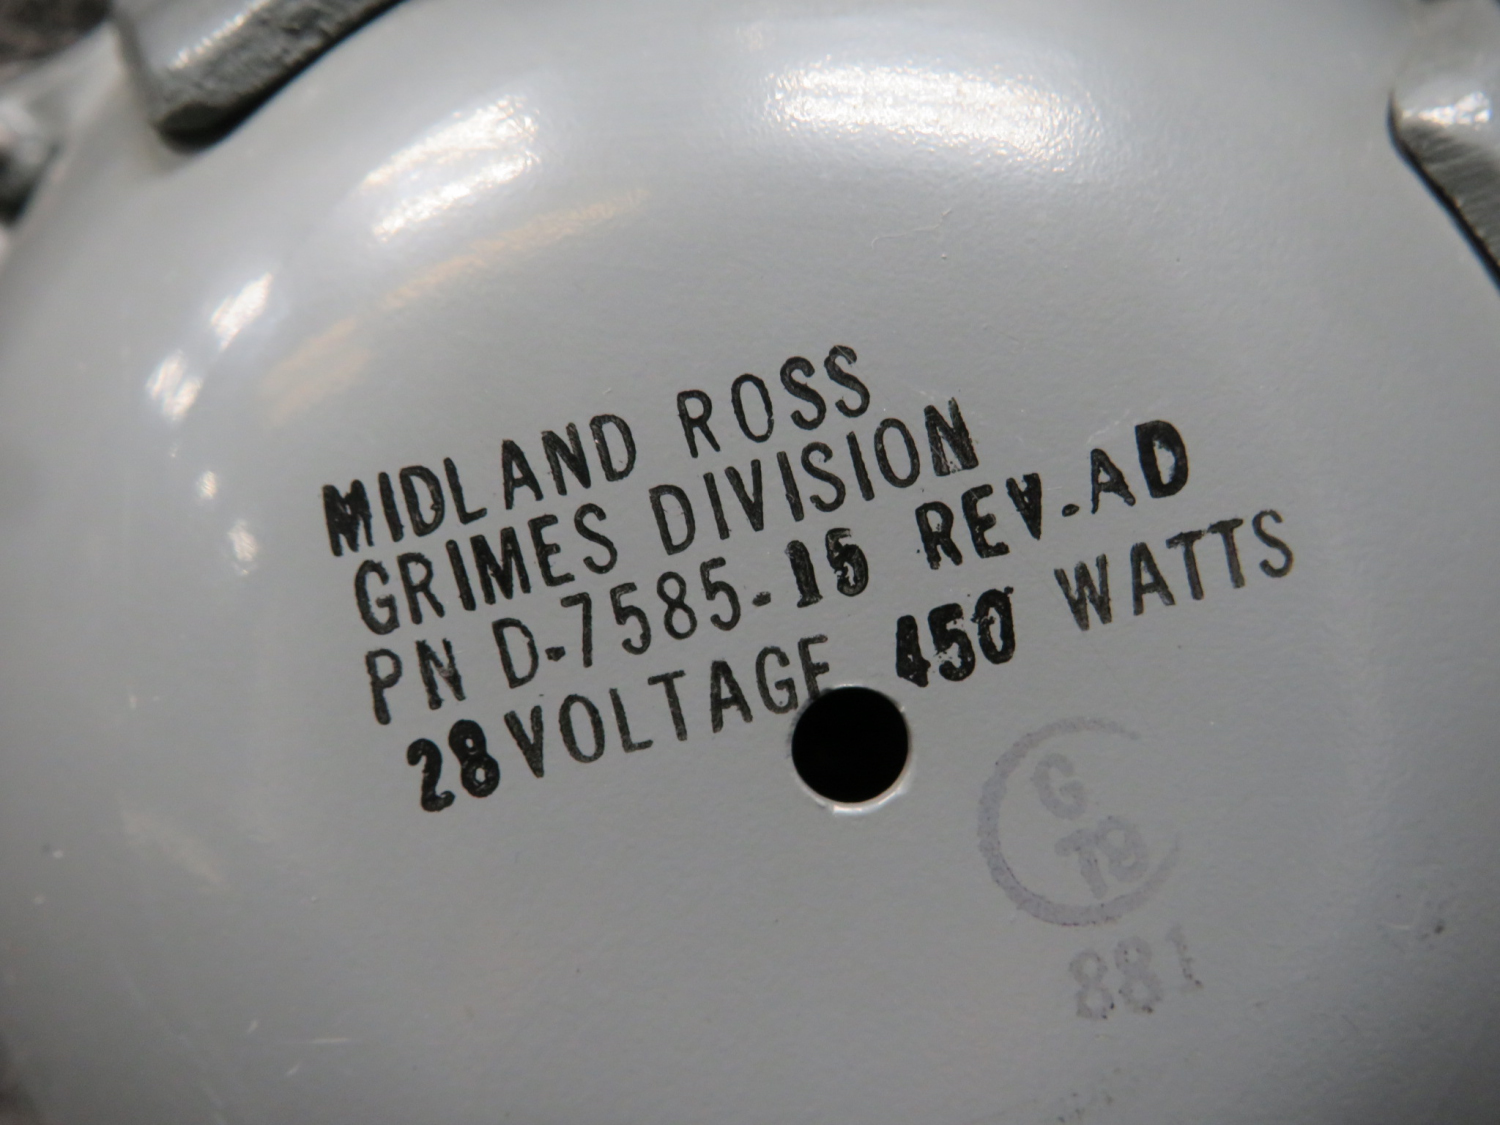 MIDLAND ROSS
GRIMES DIVISION
PN D-7585-15 REV.AD
28 VOLTAGE 450 WATTS
G
79
881